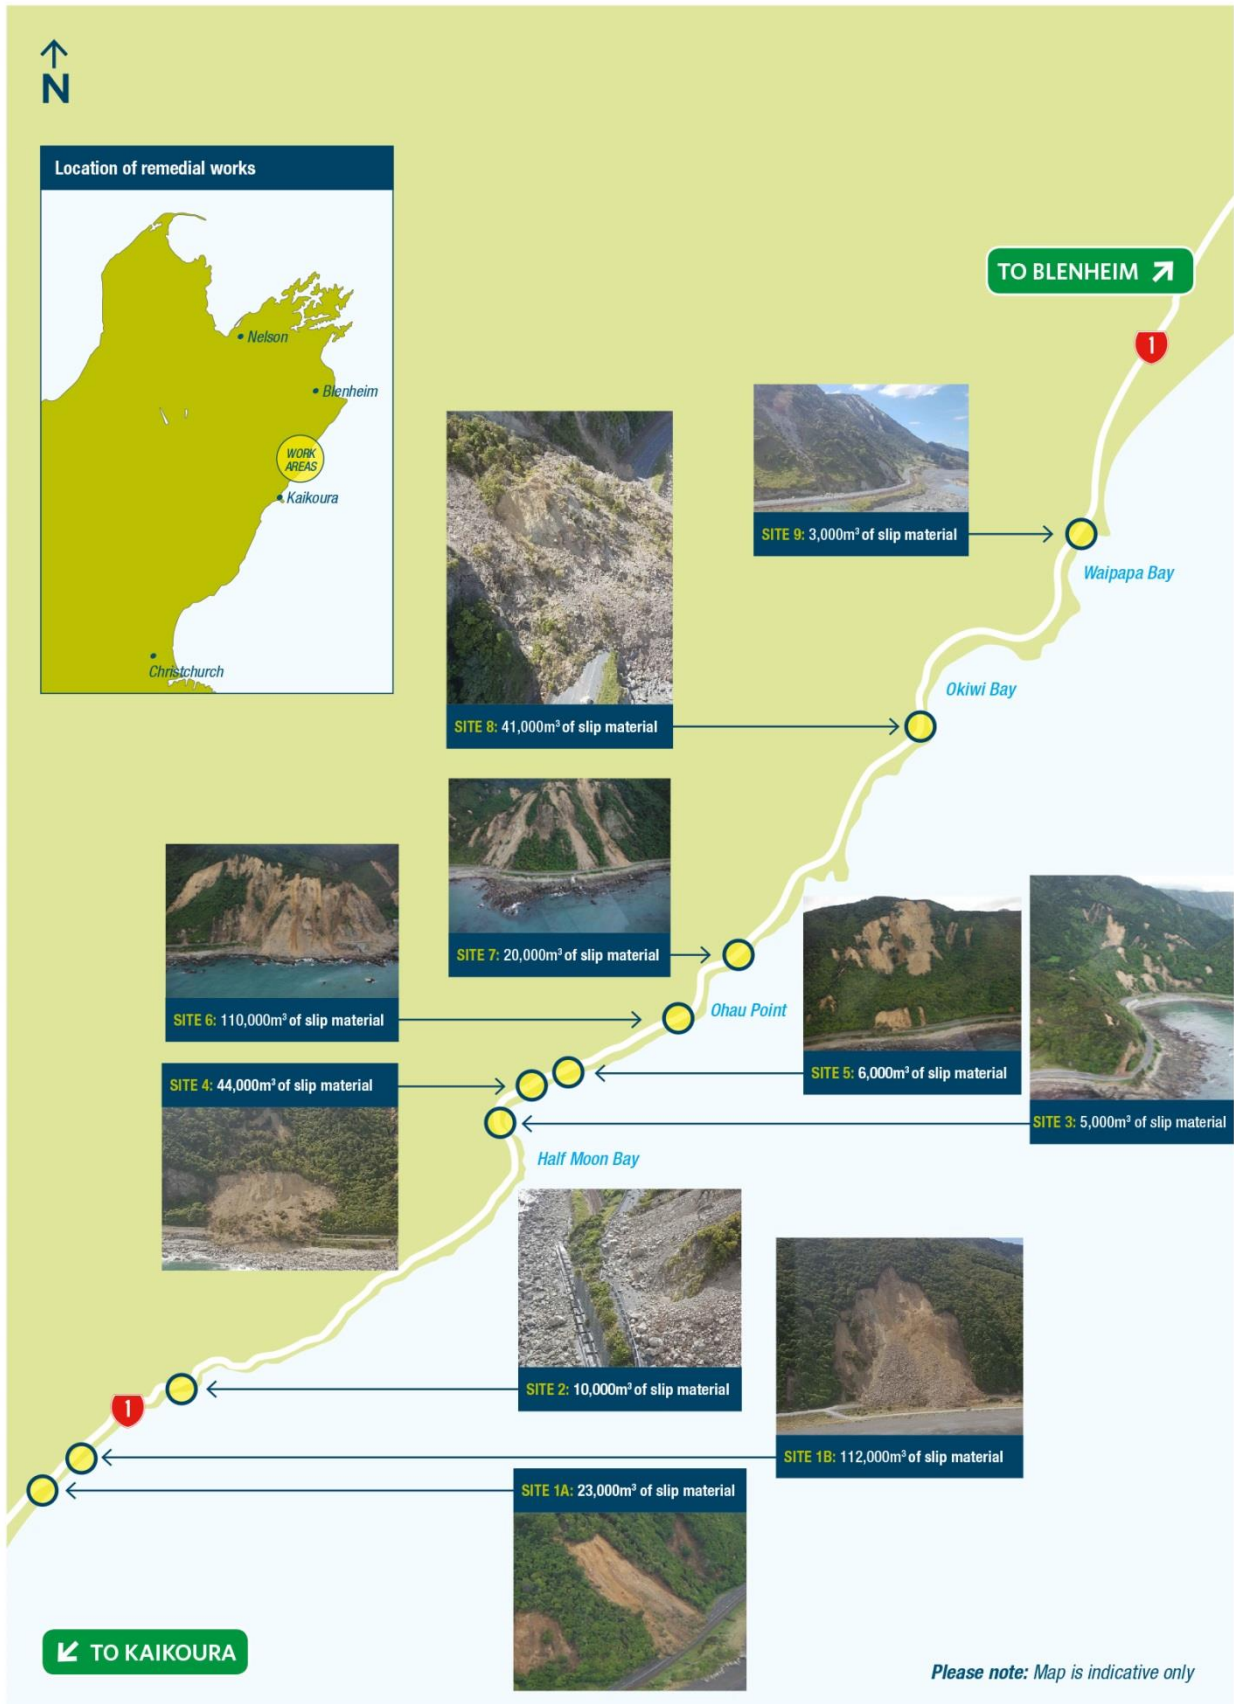 N
Location of remedial works
Nelson
Blenheim
WORK
AREAS
Kaikoura
Christchurch
TO BLENHEIM
1
SITE 9: 3,000m³ of slip material
Waipapa Bay
Okiwi Bay
SITE 8: 41,000m³ of slip material
SITE 7: 20,000m³ of slip material
Ohau Point
SITE 6: 110,000m³ of slip material
SITE 5: 6,000m³ of slip material
SITE 4: 44,000m³ of slip material
SITE 3: 5,000m³ of slip material
Half Moon Bay
SITE 2: 10,000m³ of slip material
1
SITE 1B: 112,000m³ of slip material
SITE 1A: 23,000m³ of slip material
TO KAIKOURA
Please note: Map is indicative only